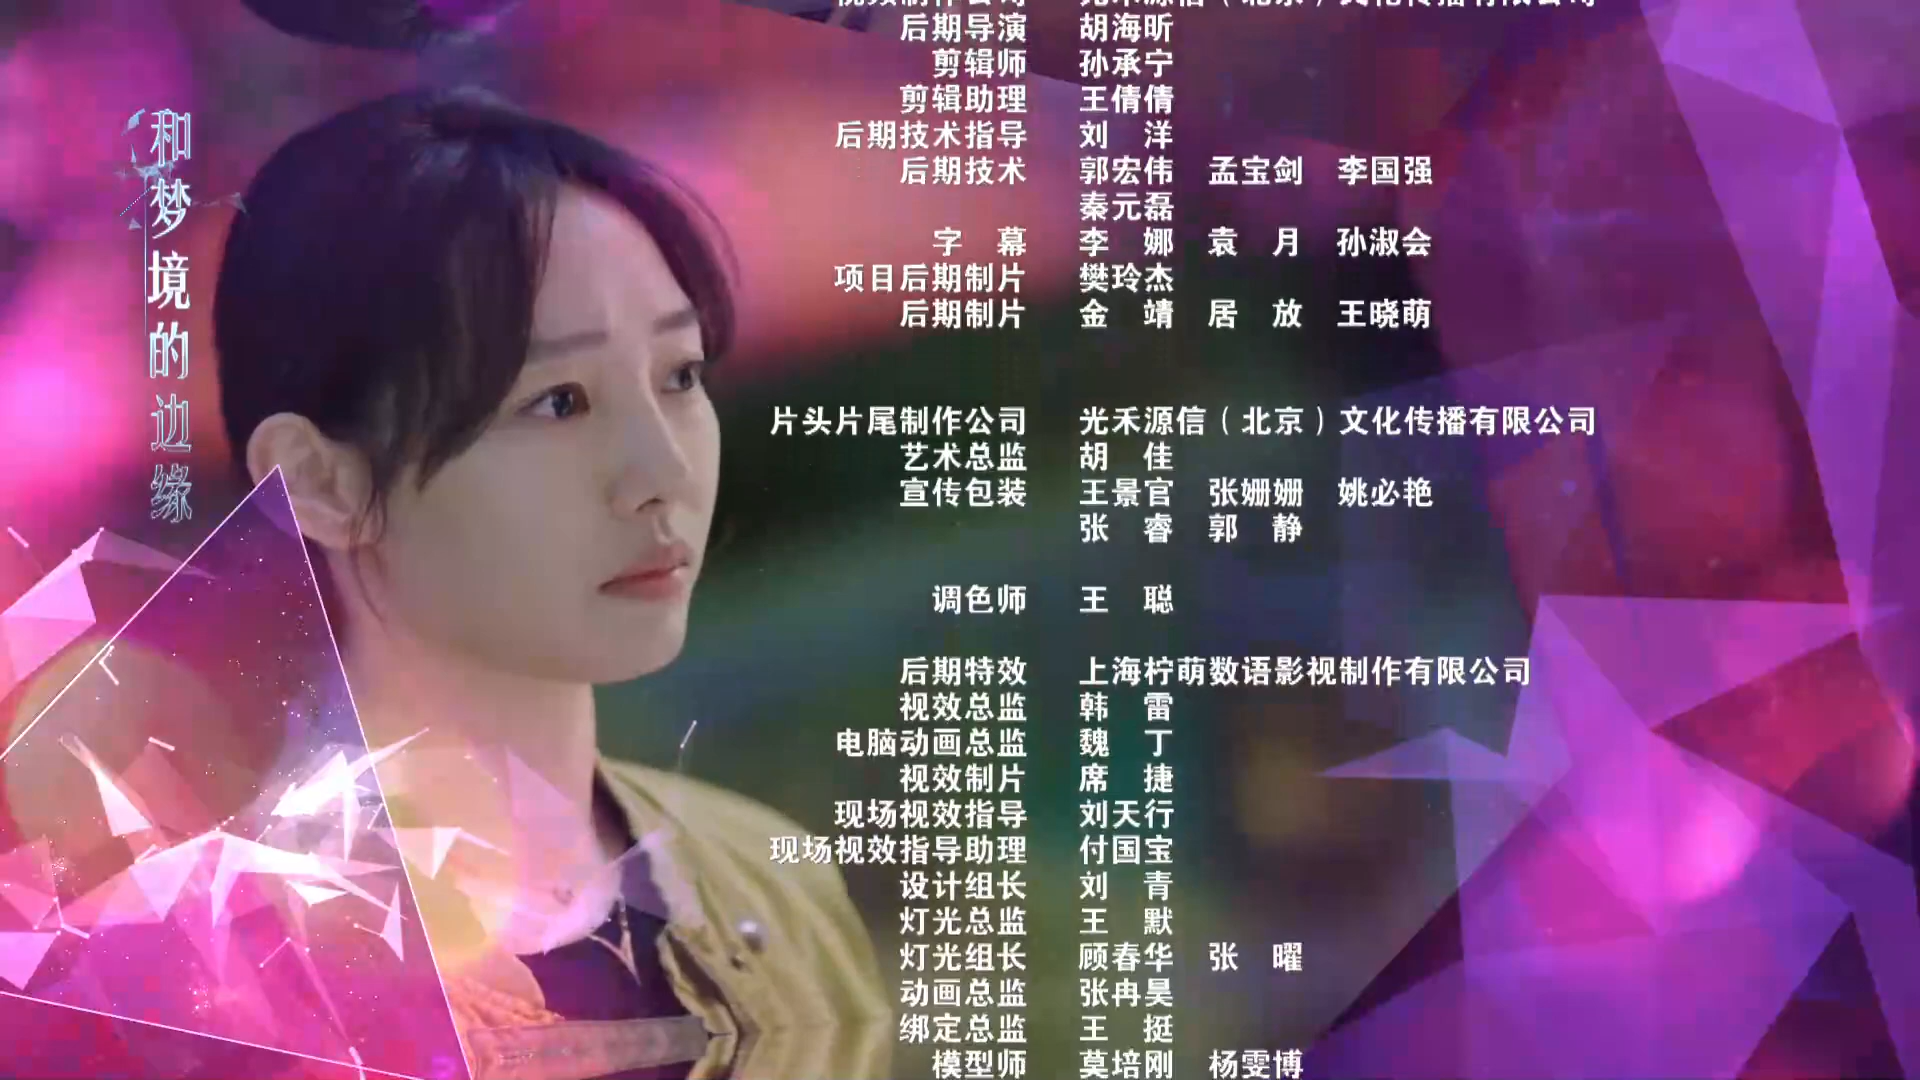 和梦境的边缘
后期导演 胡海昕
剪辑师 孙承宁
剪辑助理 王倩倩
后期技术指导 刘 洋
后期技术 郭宏伟 孟宝剑 李国强
秦元磊
字 幕 李 娜 袁 月 孙淑会
项目后期制片 樊玲杰
后期制片 金 靖 居 放 王晓萌
片头片尾制作公司 光禾源信（北京）文化传播有限公司
艺术总监 胡 佳
宣传包装 王景官 张姗姗 姚必艳
张 睿 郭 静
调色师 王 聪
后期特效 上海柠萌数语影视制作有限公司
视效总监 韩 雷
电脑动画总监 魏 丁
视效制片 席 捷
现场视效指导 刘天行
现场视效指导助理 付国宝
设计组长 刘 青
灯光总监 王 默
灯光组长 顾春华 张 曜
动画总监 张冉昊
绑定总监 王 挺
模型师 莫培刚 杨雯博